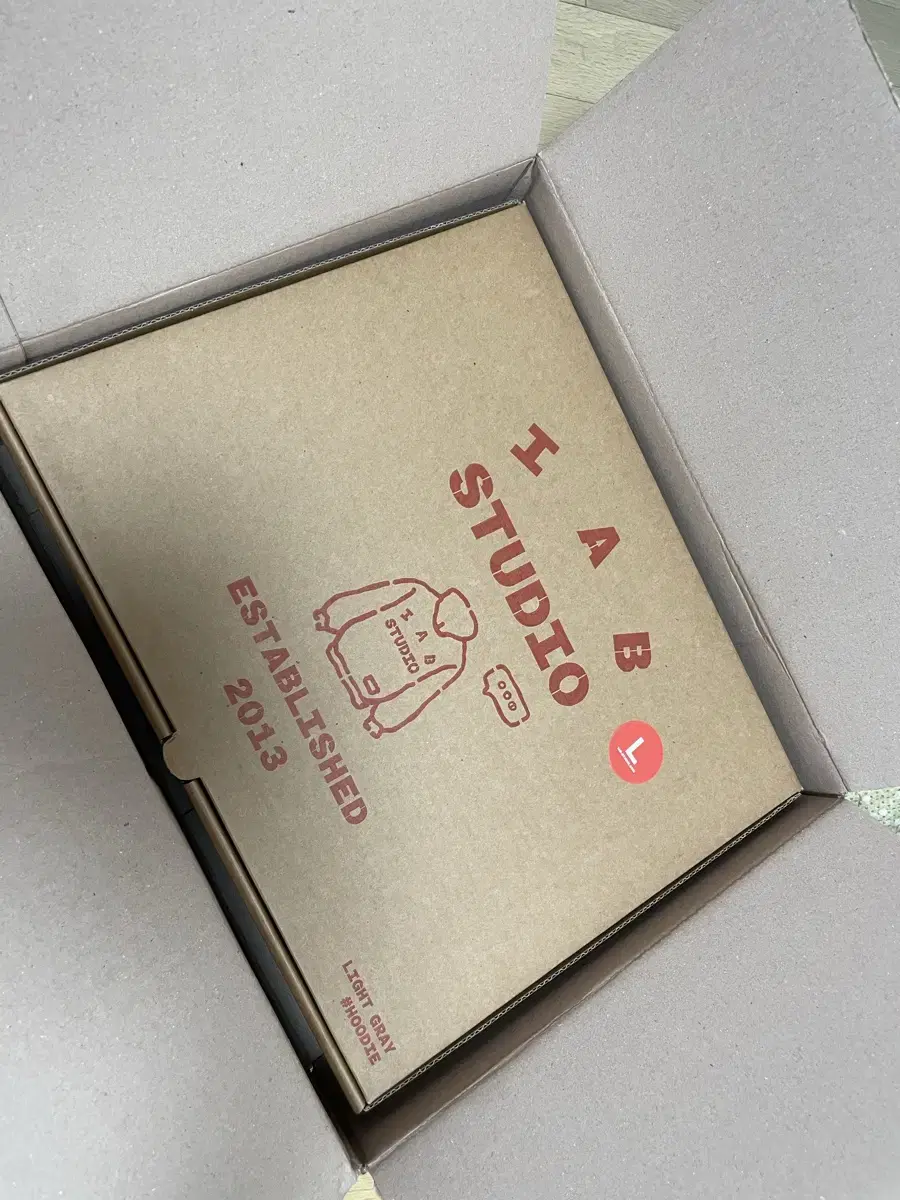 I A B
STUDIO
L
I A B
STUDIO
ESTABLISHED
2013
LIGHT GRAY
#HOODIE